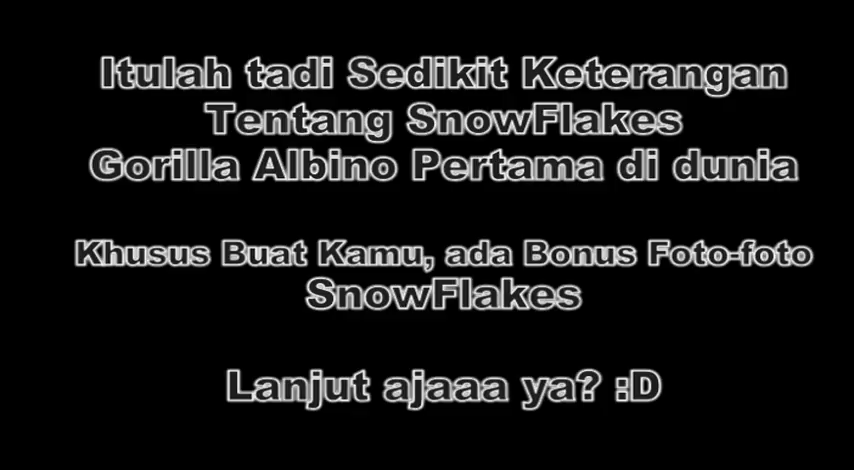 Itulah tadi Sedikit Keterangan
Tentang SnowFlakes
Gorilla Albino Pertama di dunia
Khusus Buat Kamu, ada Bonus Foto-foto
SnowFlakes
Lanjut ajaaa ya? :D